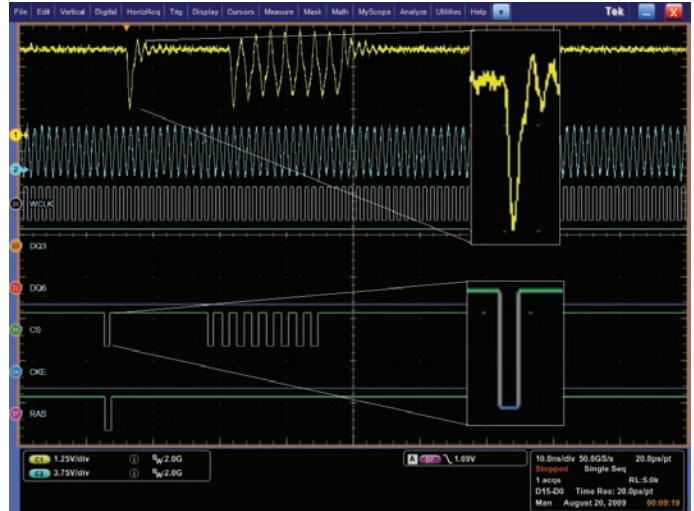 File Edit Vertical Digital Horiz/Acq Trig Display Cursors Measure Mask Math MyScope Analyze Utilities Help Tek
1
2
WCLK
DQ3
DQ6
CS
CKE
RAS
C1 1.25V/div BW:2.0G
C2 3.75V/div BW:2.0G
A D7 1.09V
10.0ns/div 50.0GS/s 20.0ps/pt
Stopped Single Seq
1 acqs RL:5.0k
D15-D0 Time Res: 20.0ps/pt
Man August 20, 2009 00:09:19